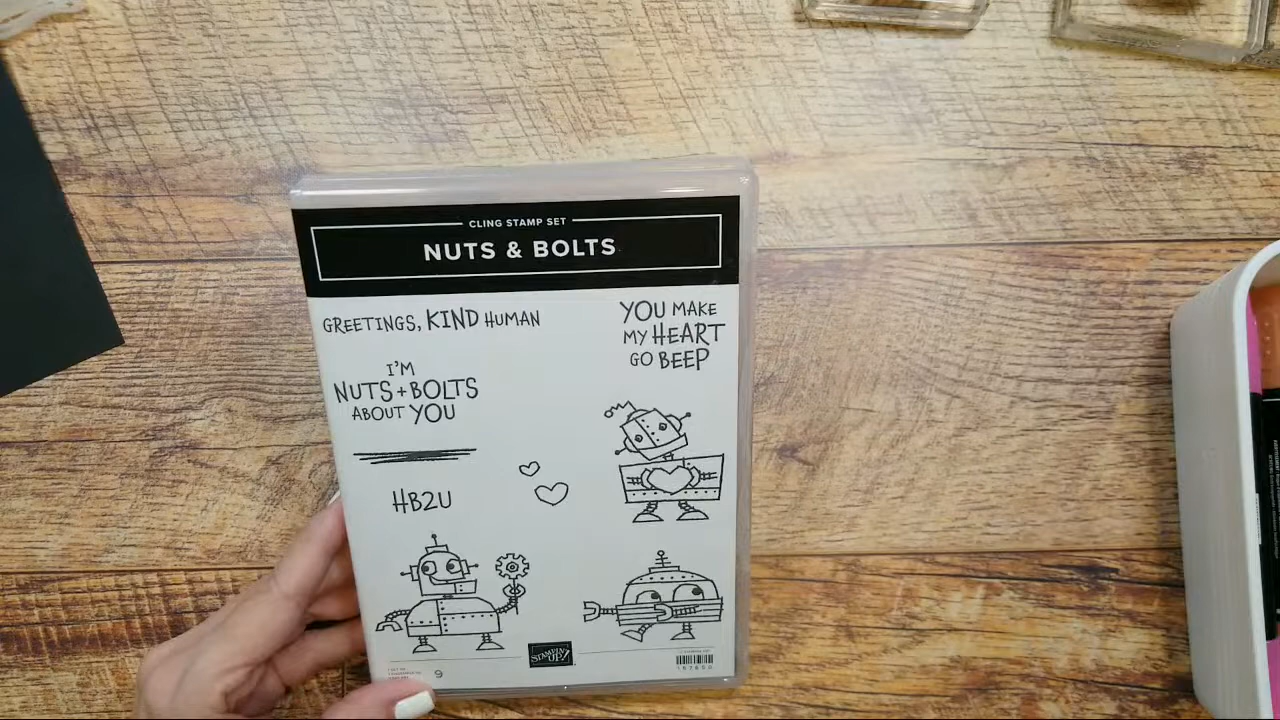 CLING STAMP SET
NUTS & BOLTS
GREETINGS, KIND HUMAN
YOU MAKE
MY HEART
GO BEEP
I'M
NUTS + BOLTS
ABOUT YOU
HB2U
STAMPIN' UP!
9